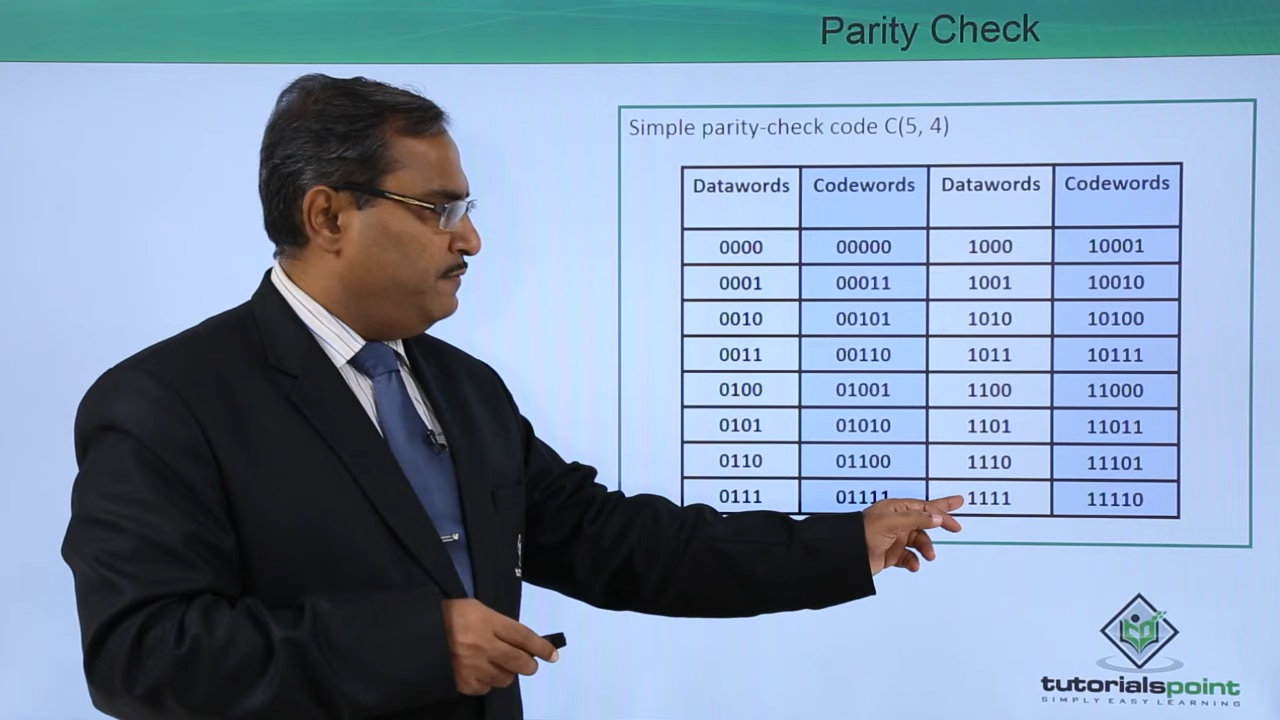 Parity Check
Simple parity-check code C(5, 4)
Datawords Codewords Datawords Codewords
0000 00000 1000 10001
0001 00011 1001 10010
0010 00101 1010 10100
0011 00110 1011 10111
0100 01001 1100 11000
0101 01010 1101 11011
0110 01100 1110 11101
0111 01111 1111 11110
tutorialspoint
SIMPLY EASY LEARNING